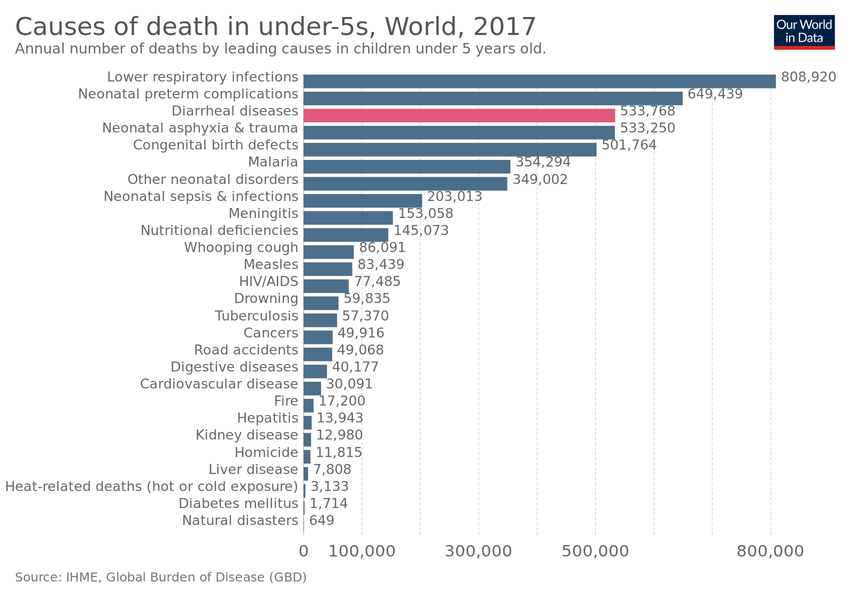 Causes of death in under-5s, World, 2017
Annual number of deaths by leading causes in children under 5 years old.
Our World
in Data
Lower respiratory infections 808,920
Neonatal preterm complications 649,439
Diarrheal diseases 533,768
Neonatal asphyxia & trauma 533,250
Congenital birth defects 501,764
Malaria 354,294
Other neonatal disorders 349,002
Neonatal sepsis & infections 203,013
Meningitis 153,058
Nutritional deficiencies 145,073
Whooping cough 86,091
Measles 83,439
HIV/AIDS 77,485
Drowning 59,835
Tuberculosis 57,370
Cancers 49,916
Road accidents 49,068
Digestive diseases 40,177
Cardiovascular disease 30,091
Fire 17,200
Hepatitis 13,943
Kidney disease 12,980
Homicide 11,815
Liver disease 7,808
Heat-related deaths (hot or cold exposure) 3,133
Diabetes mellitus 1,714
Natural disasters 649
0 100,000 300,000 500,000 800,000
Source: IHME, Global Burden of Disease (GBD)